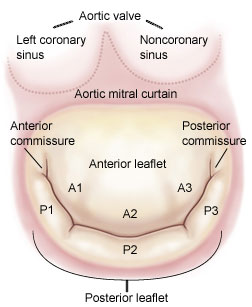 Aortic valve
Left coronary
sinus
Noncoronary
sinus
Aortic mitral curtain
Anterior
commissure
Posterior
commissure
Anterior leaflet
A1
A3
P1
A2
P3
P2
Posterior leaflet